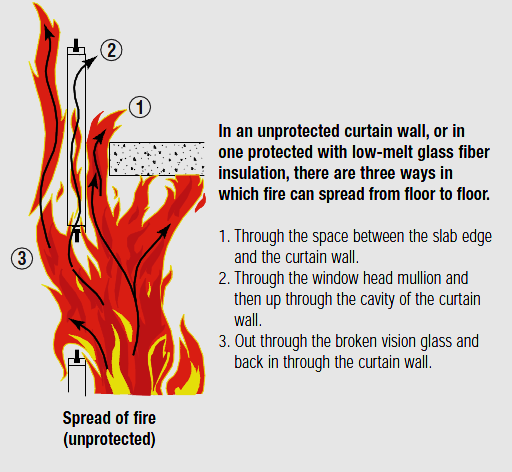 2
1
3
In an unprotected curtain wall, or in
one protected with low-melt glass fiber
insulation, there are three ways in
which fire can spread from floor to floor.
1. Through the space between the slab edge
and the curtain wall.
2. Through the window head mullion and
then up through the cavity of the curtain
wall.
3. Out through the broken vision glass and
back in through the curtain wall.
Spread of fire
(unprotected)